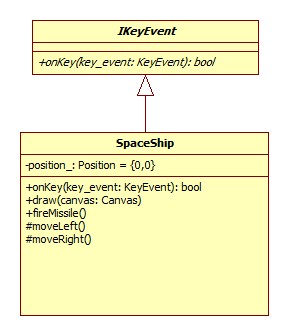 IKeyEvent
+onKey(key_event: KeyEvent): bool
SpaceShip
-position_: Position = {0,0}
+onKey(key_event: KeyEvent): bool
+draw(canvas: Canvas)
+fireMissile()
#moveLeft()
#moveRight()